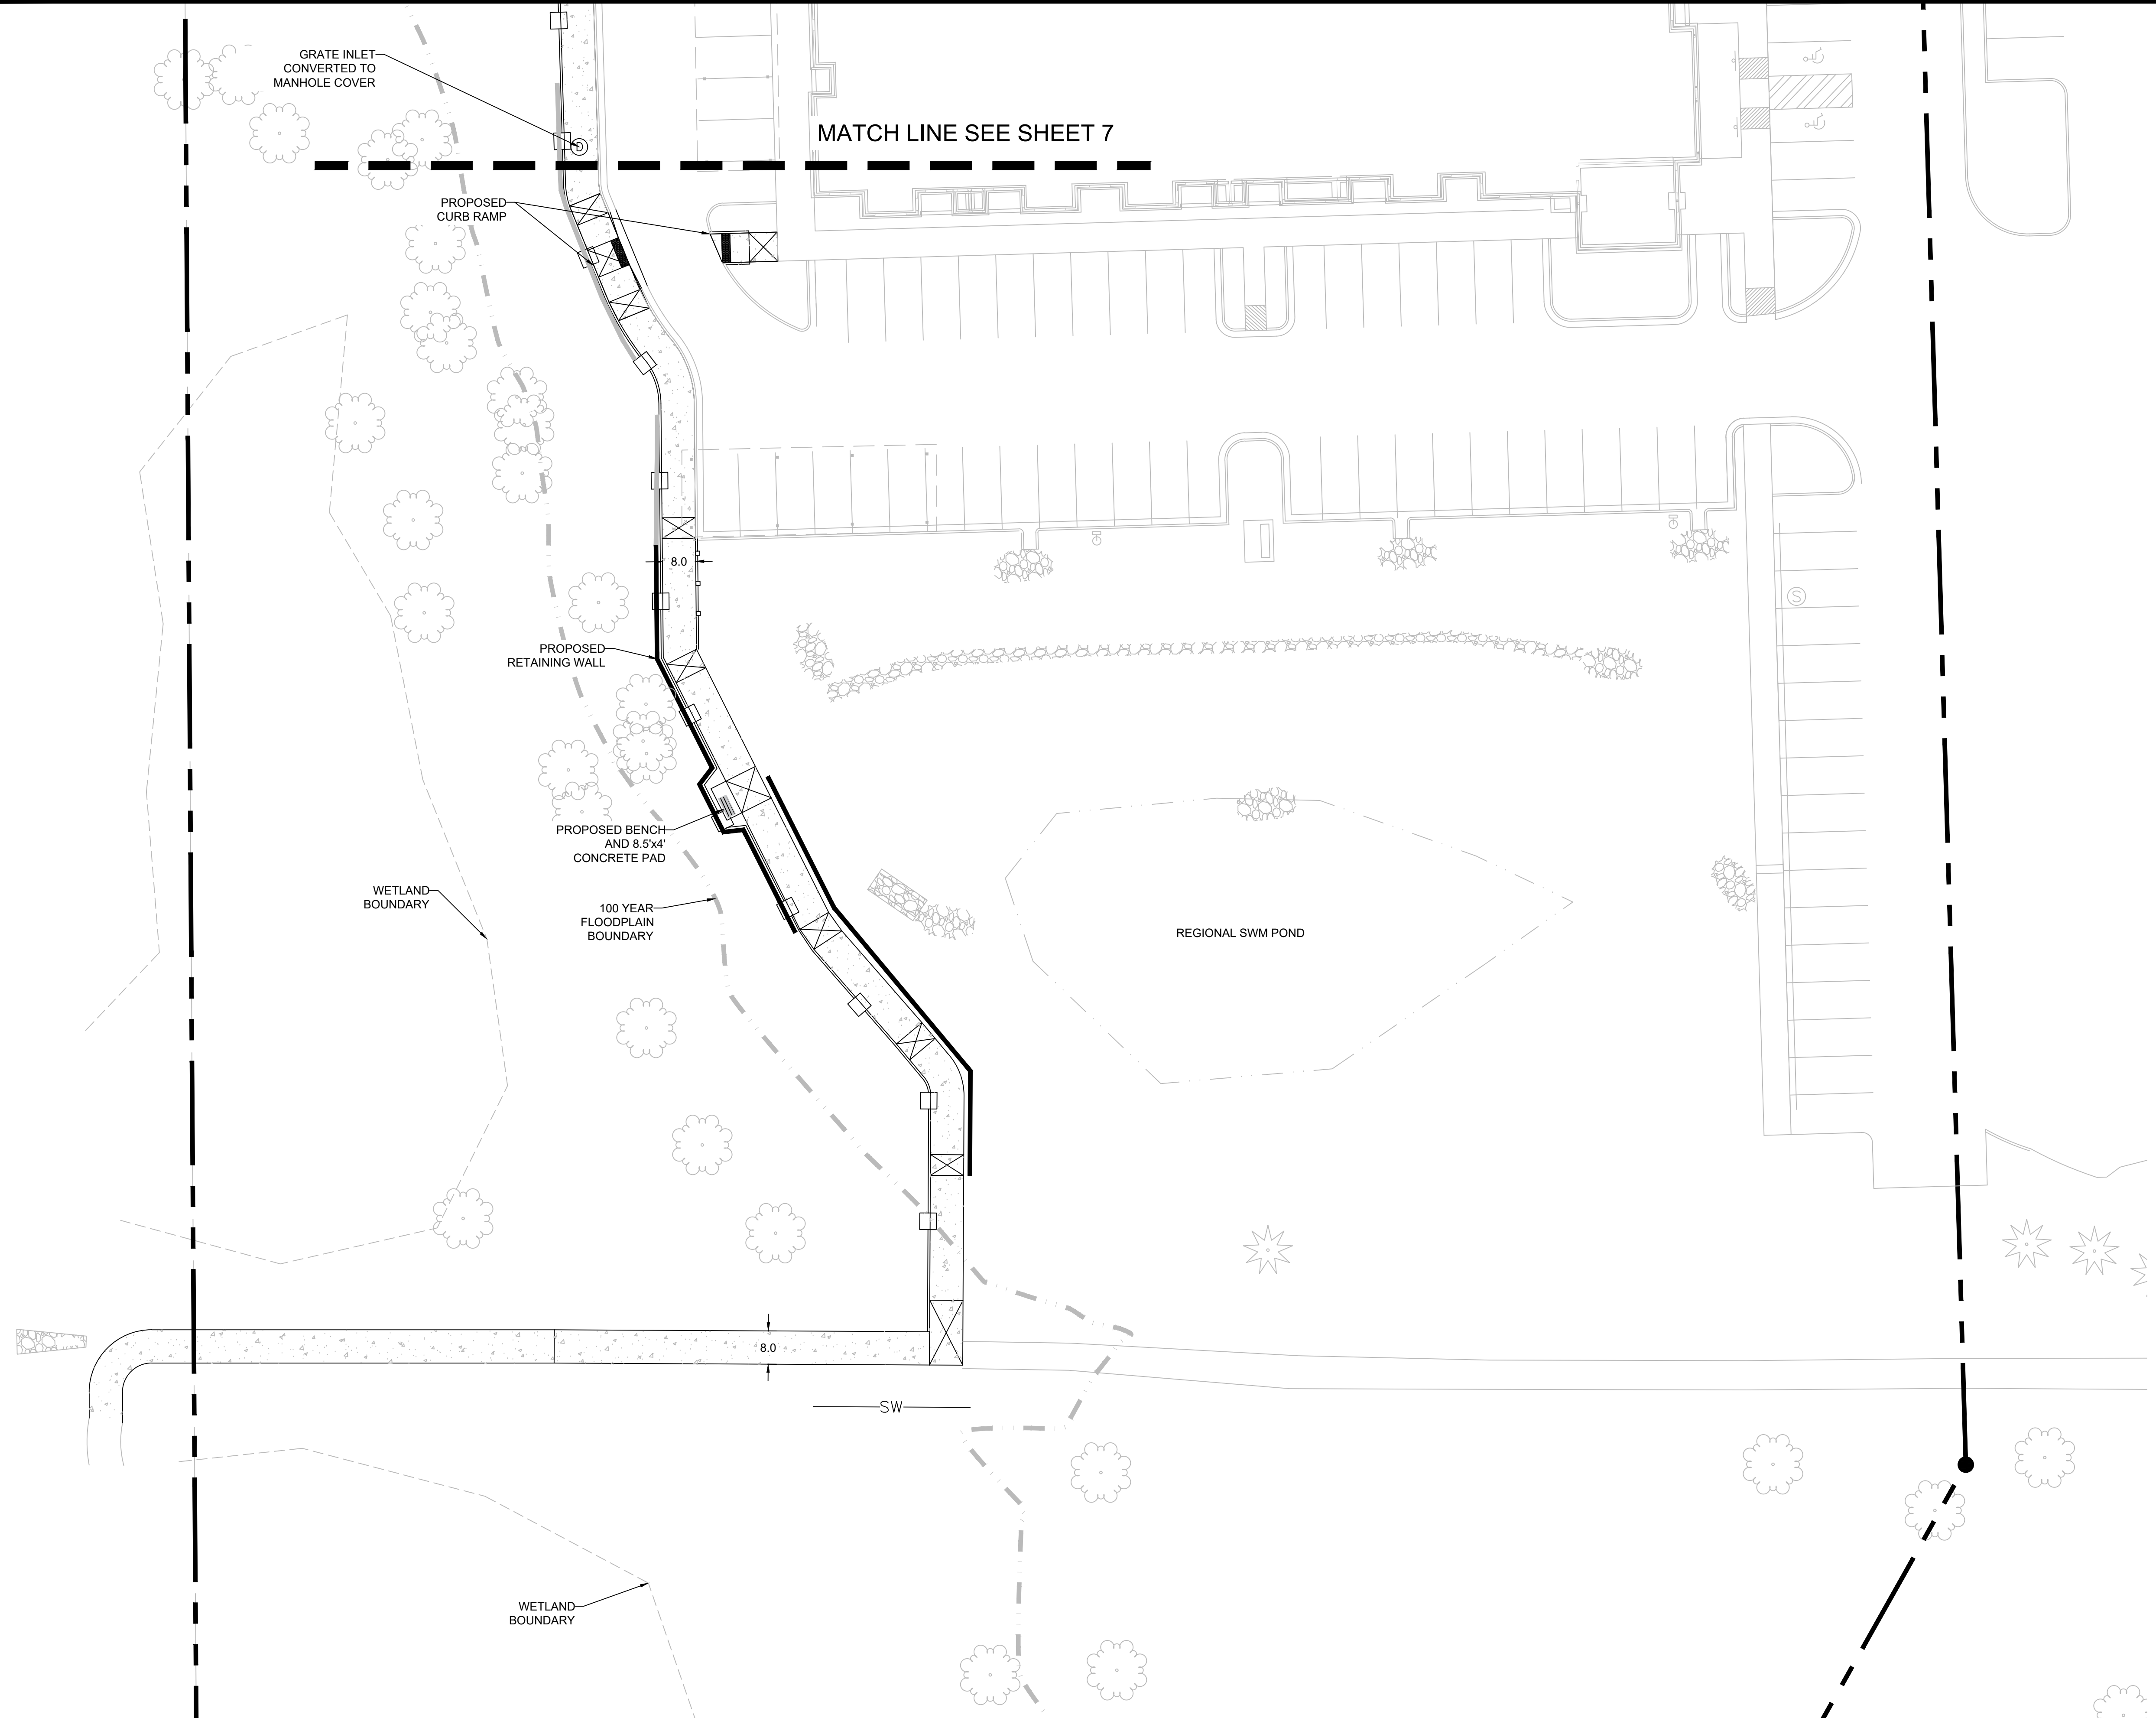 GRATE INLET
CONVERTED TO
MANHOLE COVER
MATCH LINE SEE SHEET 7
PROPOSED
CURB RAMP
8.0
S
PROPOSED
RETAINING WALL
PROPOSED BENCH
AND 8.5'x4'
CONCRETE PAD
WETLAND
BOUNDARY
100 YEAR
FLOODPLAIN
BOUNDARY
REGIONAL SWM POND
8.0
SW
WETLAND
BOUNDARY